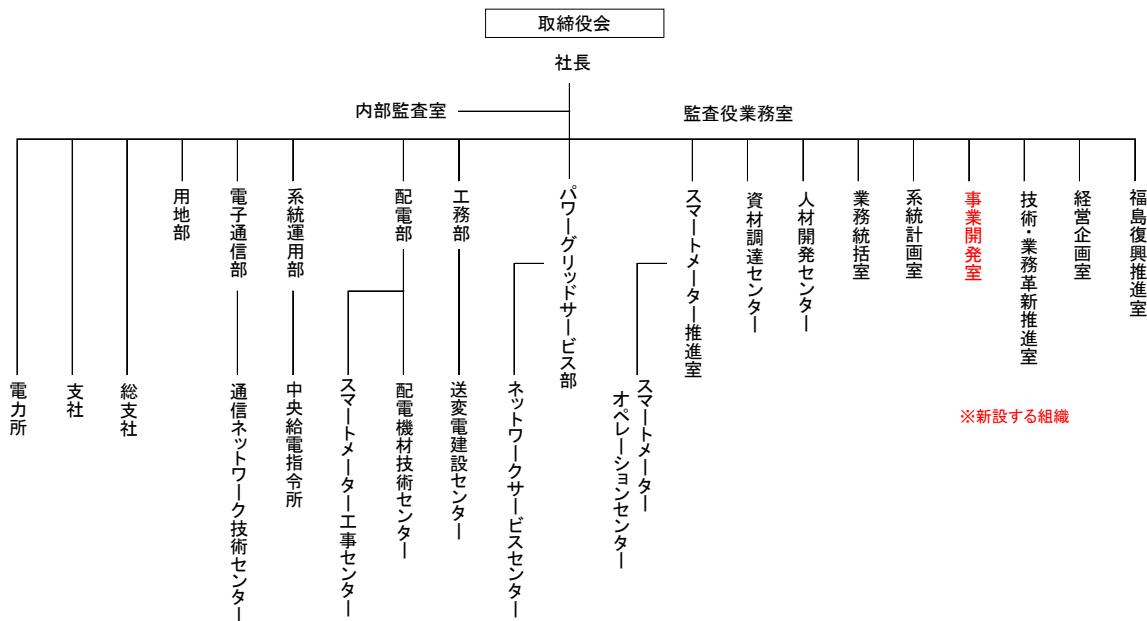 取締役会
社長
内部監査室
監査役業務室
福島復興推進室
経営企画室
技術・業務革新推進室
事業開発室
系統計画室
業務統括室
人材開発センター
資材調達センター
スマートメーター推進室
スマートメーター
オペレーションセンター
パワーグリッドサービス部
ネットワークサービスセンター
工務部
送変電建設センター
配電部
配電機材技術センター
スマートメーター工事センター
系統運用部
中央給電指令所
電子通信部
通信ネットワーク技術センター
用地部
総支社
支社
電力所
※新設する組織